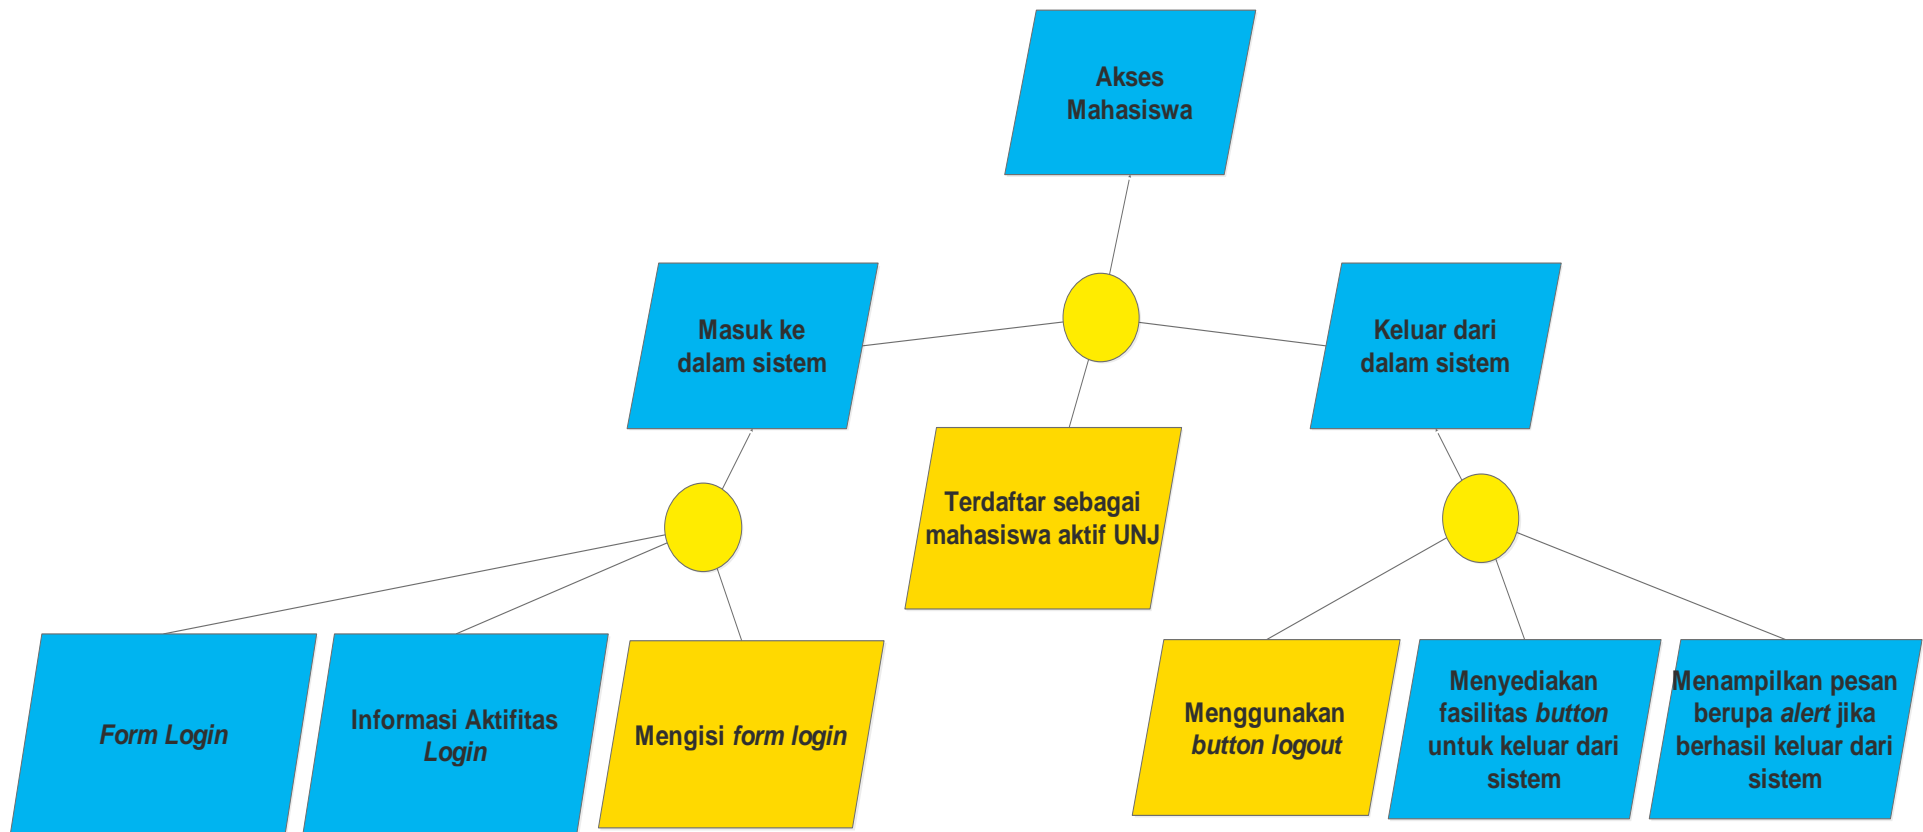 Akses
Mahasiswa
Masuk ke
dalam sistem
Keluar dari
dalam sistem
Terdaftar sebagai
mahasiswa aktif UNJ
Form Login
Informasi Aktifitas
Login
Mengisi form login
Menggunakan
button logout
Menyediakan
fasilitas button
untuk keluar dari
sistem
Menampilkan pesan
berupa alert jika
berhasil keluar dari
sistem